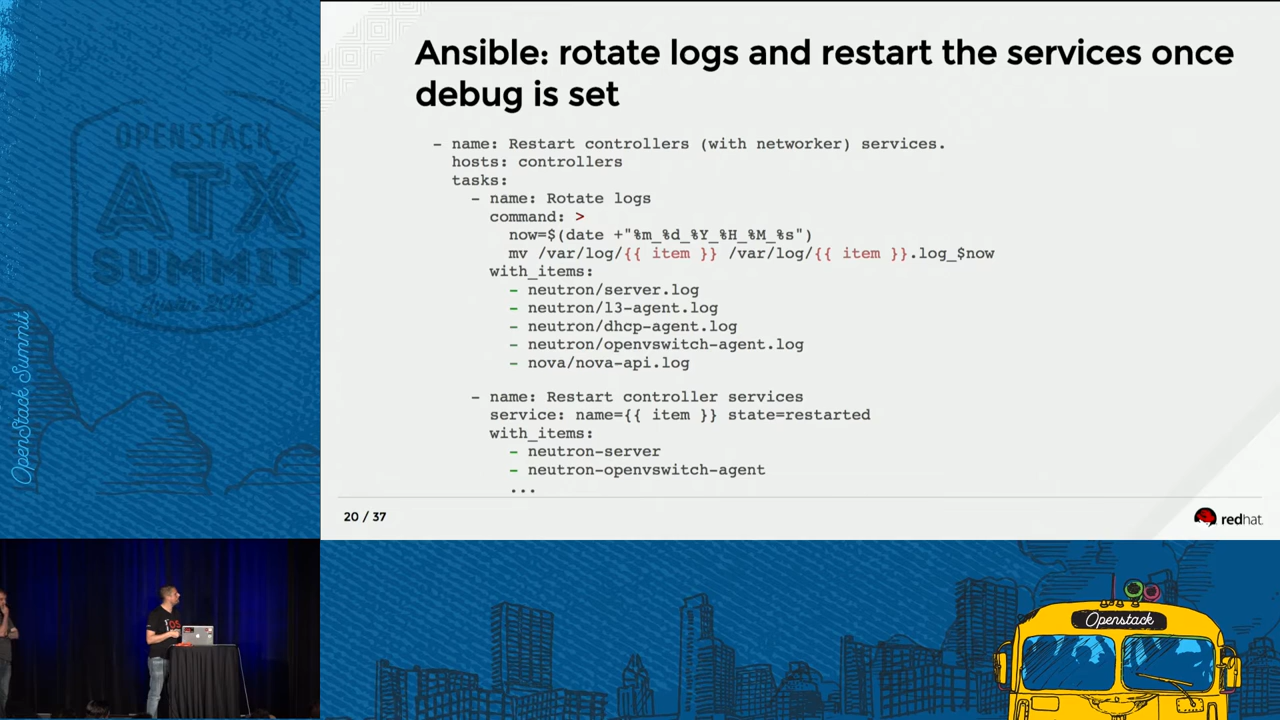 Ansible: rotate logs and restart the services once
debug is set
- name: Restart controllers (with networker) services.
hosts: controllers
tasks:
- name: Rotate logs
command: >
now=$(date +"%m_%d_%Y_%H_%M_%s")
mv /var/log/{{ item }} /var/log/{{ item }}.log_$now
with_items:
- neutron/server.log
- neutron/l3-agent.log
- neutron/dhcp-agent.log
- neutron/openvswitch-agent.log
- nova/nova-api.log
- name: Restart controller services
service: name={{ item }} state=restarted
with_items:
- neutron-server
- neutron-openvswitch-agent
...
20 / 37
redhat.
OPENSTACK
ATX
SUMMIT
OpenStack Summit
Openstack